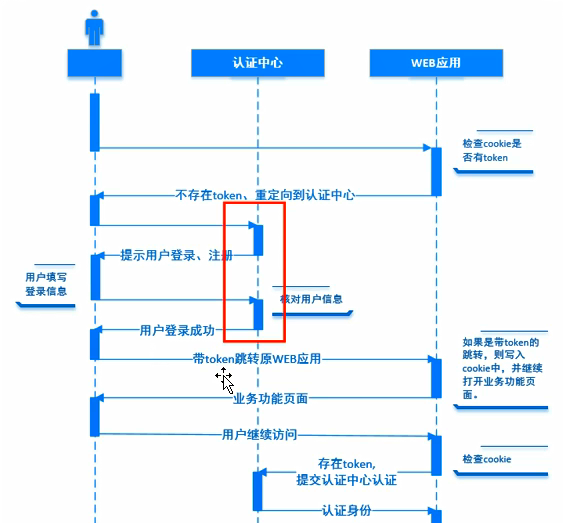 认证中心
WEB应用
检查cookie是
否有token
不存在token、重定向到认证中心
提示用户登录、注册
用户填写
登录信息
核对用户信息
用户登录成功
带token跳转原WEB应用
如果是带token的
跳转，则写入
cookie中，并继续
打开业务功能页
面。
业务功能页面
用户继续访问
检查cookie
存在token,
提交认证中心认证
认证身份